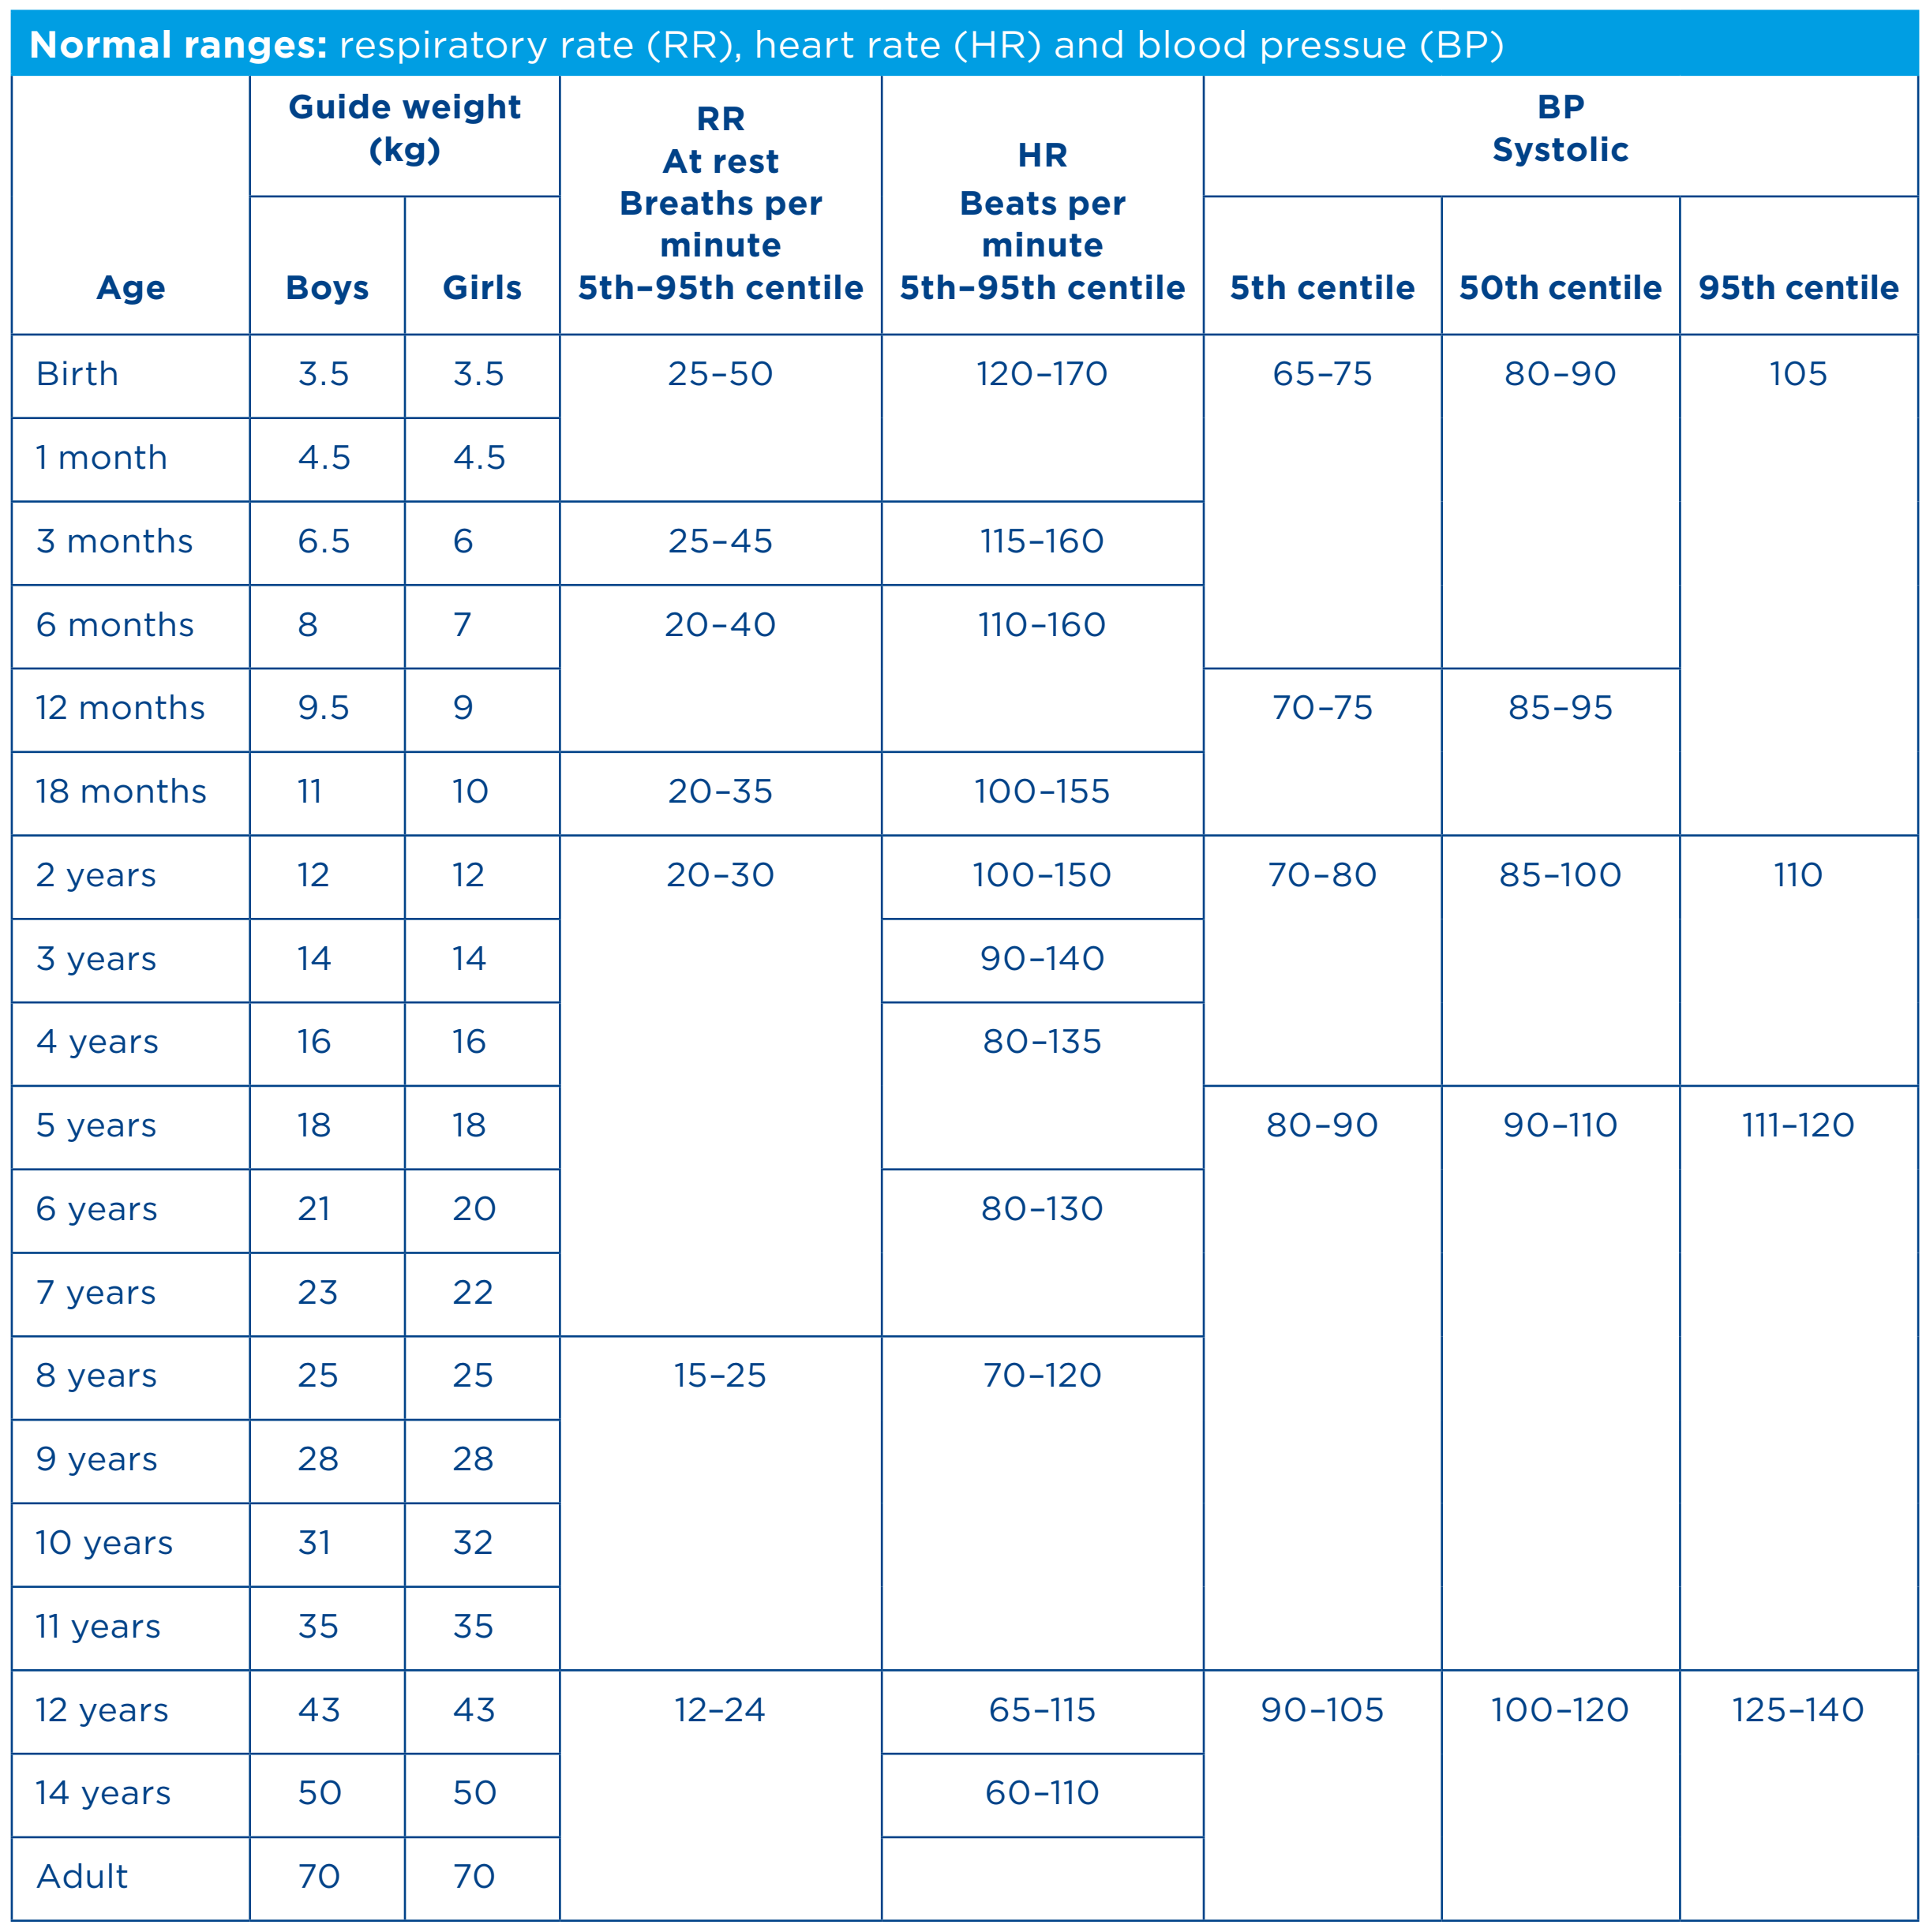 Normal ranges: respiratory rate (RR), heart rate (HR) and blood pressue (BP)
Age
Guide weight
(kg)
Boys Girls
RR
At rest
Breaths per
minute
5th–95th centile
HR
Beats per
minute
5th–95th centile
BP
Systolic
5th centile 50th centile 95th centile
Birth 3.5 3.5 25–50 120–170 65–75 80–90 105
1 month 4.5 4.5
3 months 6.5 6 25–45 115–160
6 months 8 7 20–40 110–160
12 months 9.5 9 70–75 85–95
18 months 11 10 20–35 100–155
2 years 12 12 20–30 100–150 70–80 85–100 110
3 years 14 14 90–140
4 years 16 16 80–135
5 years 18 18 80–90 90–110 111–120
6 years 21 20 80–130
7 years 23 22
8 years 25 25 15–25 70–120
9 years 28 28
10 years 31 32
11 years 35 35
12 years 43 43 12–24 65–115 90–105 100–120 125–140
14 years 50 50 60–110
Adult 70 70